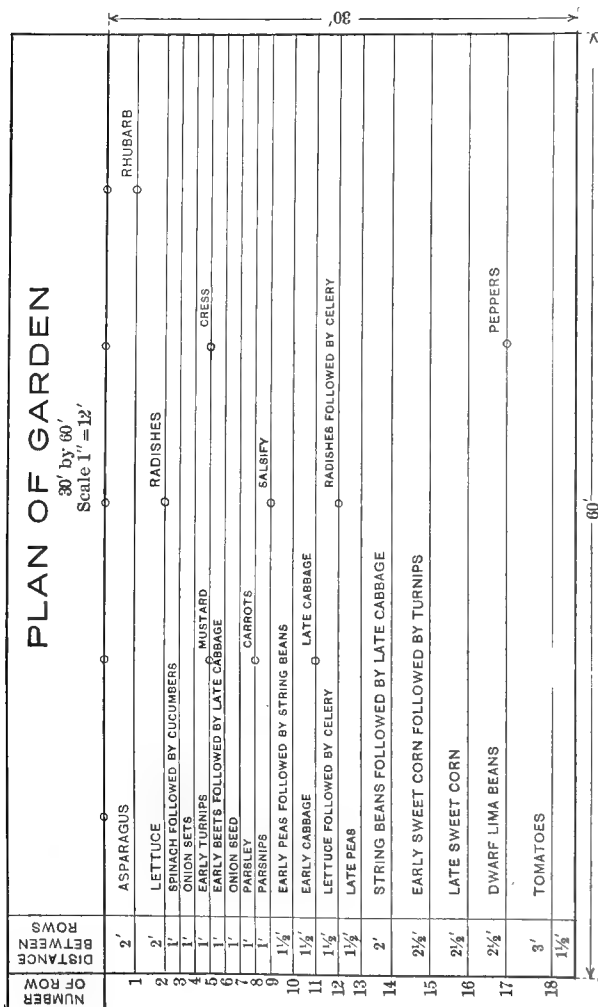 PLAN OF GARDEN
30' by 60'
Scale 1" = 12'
NUMBER OF ROW
DISTANCE BETWEEN ROWS
2'
1 ASPARAGUS RHUBARB
2'
2 LETTUCE RADISHES
1'
3 SPINACH FOLLOWED BY CUCUMBERS
1'
4 ONION SETS
1'
5 EARLY TURNIPS MUSTARD CRESS
1'
6 EARLY BEETS FOLLOWED BY LATE CABBAGE
1'
7 ONION SEED
1'
8 PARSLEY CARROTS
1'
9 PARSNIPS SALSIFY
1½'
10 EARLY PEAS FOLLOWED BY STRING BEANS
1½'
11 EARLY CABBAGE LATE CABBAGE
1½'
12 LETTUCE FOLLOWED BY CELERY RADISHES FOLLOWED BY CELERY
1½'
13 LATE PEAS
2'
14 STRING BEANS FOLLOWED BY LATE CABBAGE
2½'
15 EARLY SWEET CORN FOLLOWED BY TURNIPS
2½'
16 LATE SWEET CORN
2½'
17 DWARF LIMA BEANS PEPPERS
3'
18 TOMATOES
1½'
30'
60'